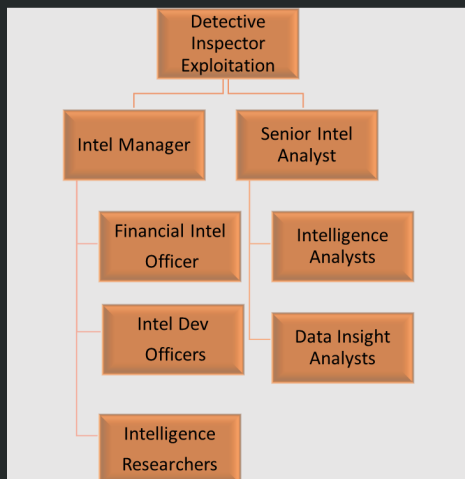 Detective
Inspector
Exploitation
Intel Manager
Senior Intel
Analyst
Financial Intel
Officer
Intelligence
Analysts
Intel Dev
Officers
Data Insight
Analysts
Intelligence
Researchers